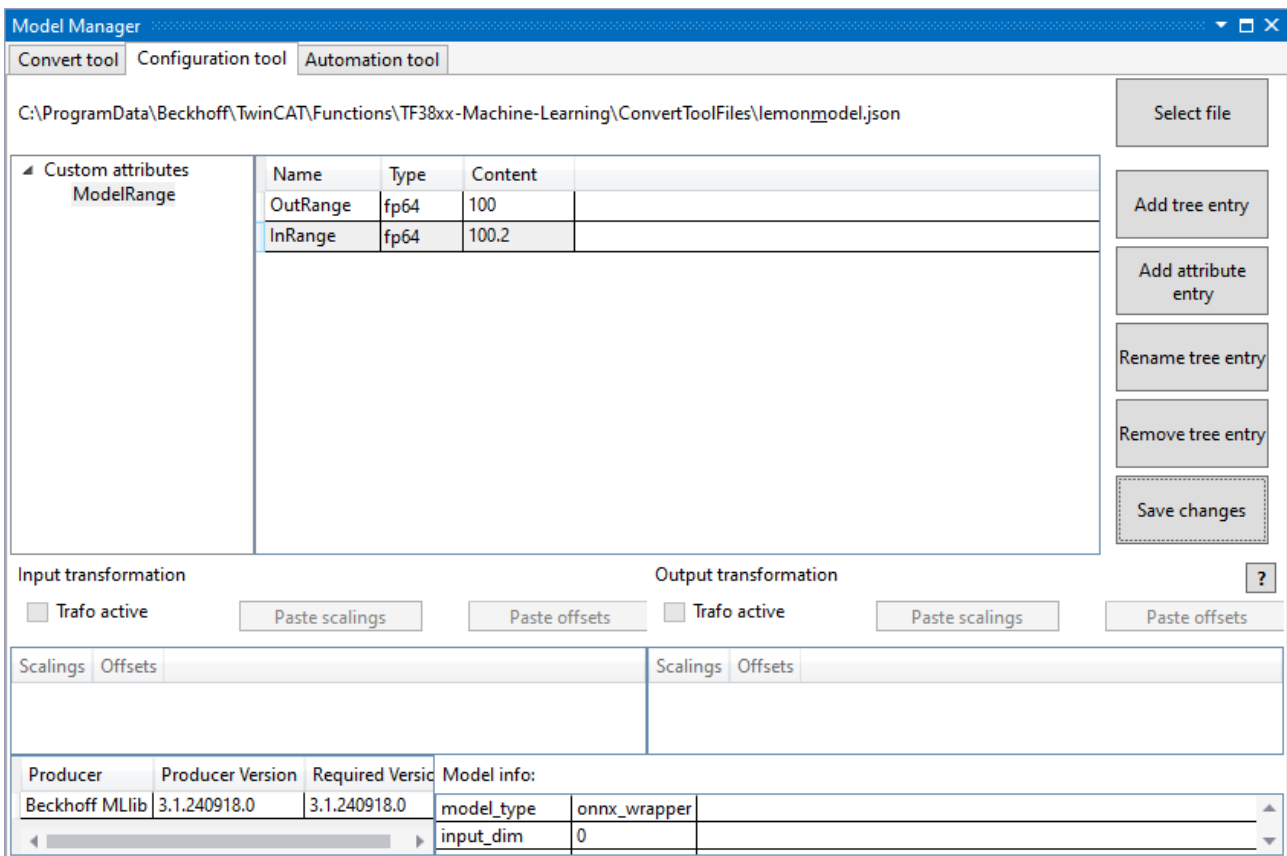 Model Manager
Convert tool Configuration tool Automation tool
C:\ProgramData\Beckhoff\TwinCAT\Functions\TF38xx-Machine-Learning\ConvertToolFiles\lemonmodel.json
Select file
Custom attributes
ModelRange
Name Type Content
OutRange fp64 100
InRange fp64 100.2
Add tree entry
Add attribute
entry
Rename tree entry
Remove tree entry
Save changes
Input transformation
Trafo active Paste scalings Paste offsets
Scalings Offsets
Output transformation ?
Trafo active Paste scalings Paste offsets
Scalings Offsets
Producer Producer Version Required Versic
Beckhoff MLlib 3.1.240918.0 3.1.240918.0
Model info:
model_type onnx_wrapper
input_dim 0